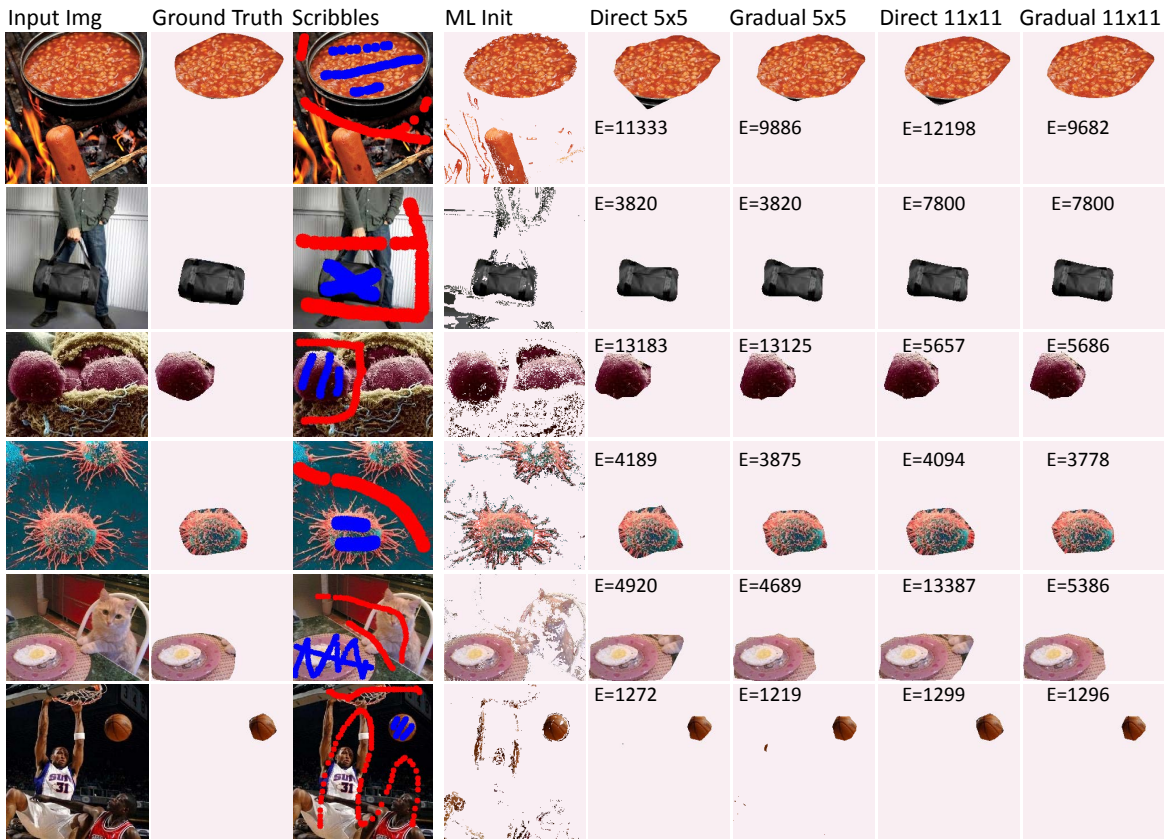 Input Img Ground Truth Scribbles ML Init Direct 5x5 Gradual 5x5 Direct 11x11 Gradual 11x11
E=11333 E=9886 E=12198 E=9682
E=3820 E=3820 E=7800 E=7800
E=13183 E=13125 E=5657 E=5686
E=4189 E=3875 E=4094 E=3778
E=4920 E=4689 E=13387 E=5386
E=1272 E=1219 E=1299 E=1296
SUNS
31
SUN
31